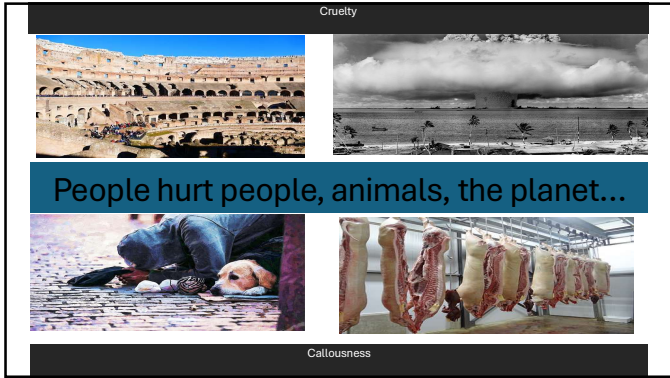 Cruelty
People hurt people, animals, the planet...
Callousness